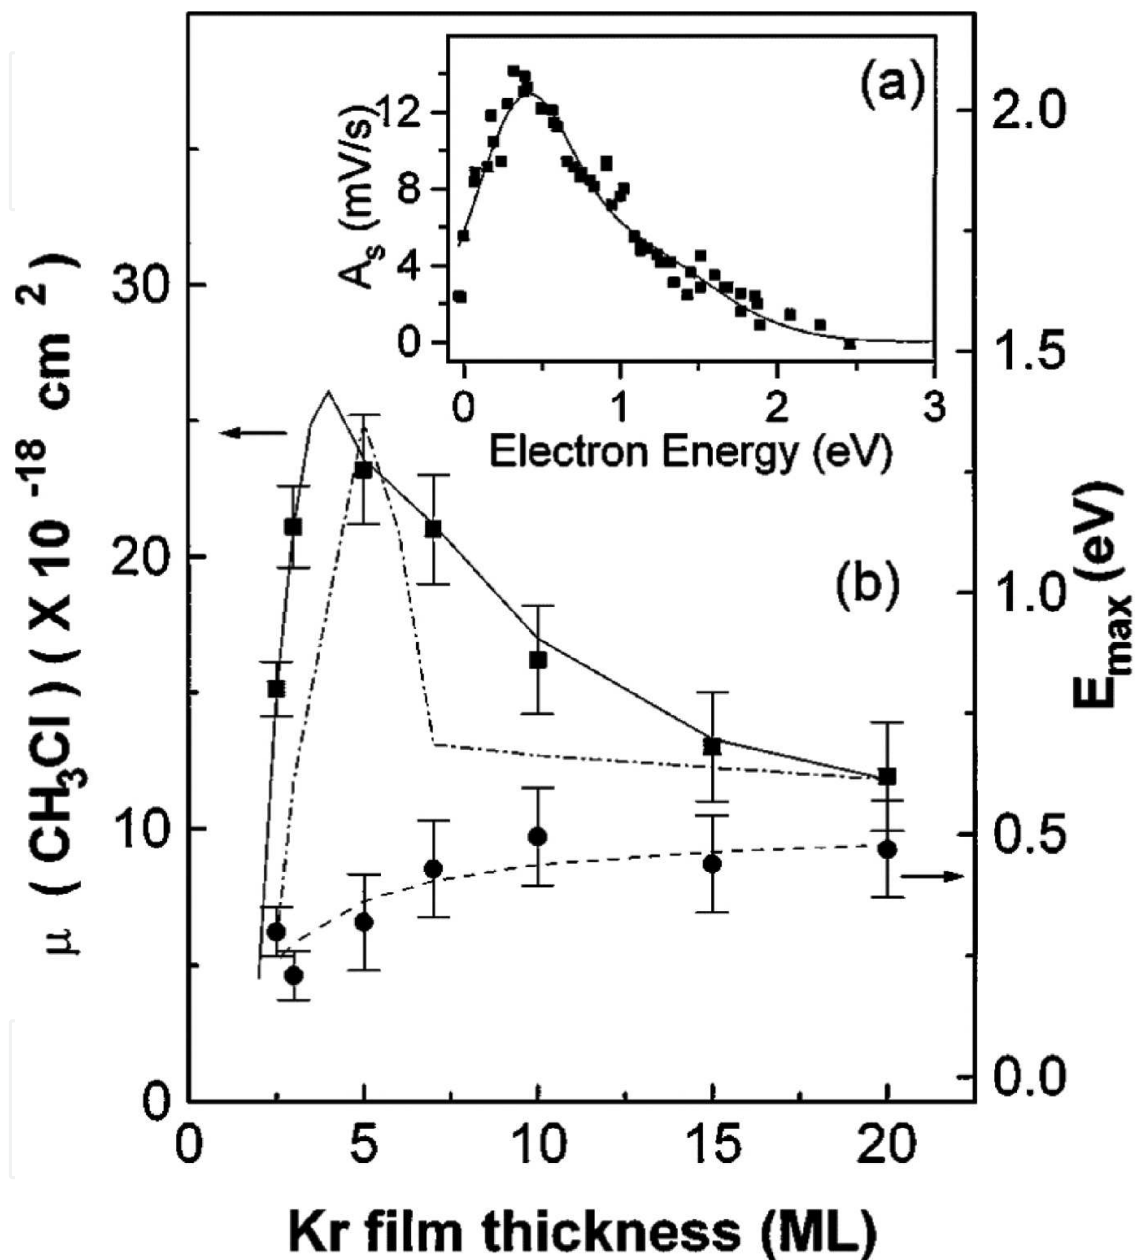 (a)
A_s (mV/s)
12
8
4
0
0 1 2 3
Electron Energy (eV)
μ ( CH₃Cl ) ( X 10 ⁻¹⁸ cm ² )
30
20
10
0
(b)
2.0
1.5
1.0
0.5
0.0
E_max (eV)
0 5 10 15 20
Kr film thickness (ML)